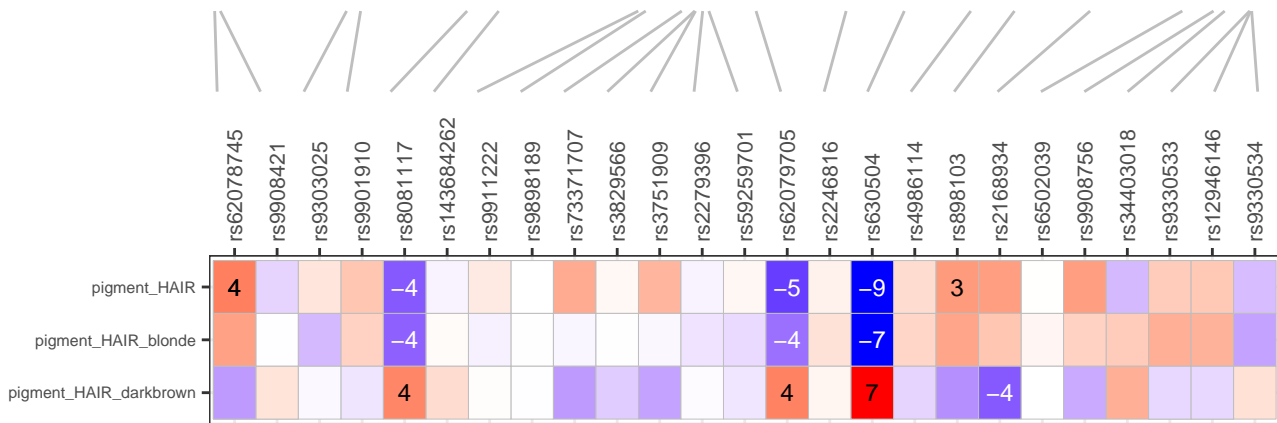 rs62078745
rs9908421
rs9303025
rs9901910
rs8081117
rs143684262
rs9911222
rs9898189
rs73371707
rs3829566
rs3751909
rs2279396
rs59259701
rs62079705
rs2246816
rs630504
rs4986114
rs898103
rs2168934
rs6502039
rs9908756
rs34403018
rs9330533
rs12946146
rs9330534
pigment_HAIR 4 −4 −5 −9 3
pigment_HAIR_blonde −4 −4 −7
pigment_HAIR_darkbrown 4 4 7 −4